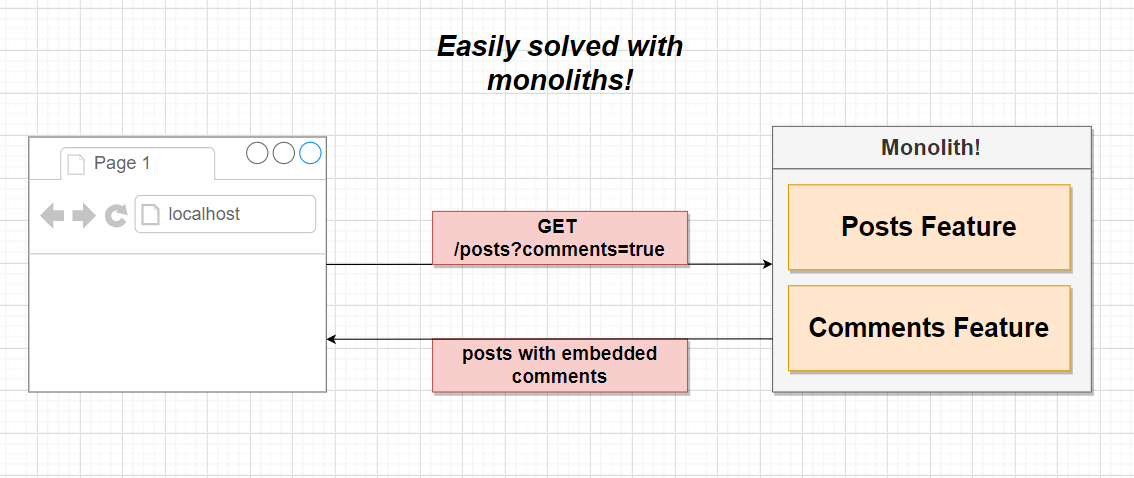 Easily solved with
monoliths!
Page 1
localhost
GET
/posts?comments=true
posts with embedded
comments
Monolith!
Posts Feature
Comments Feature